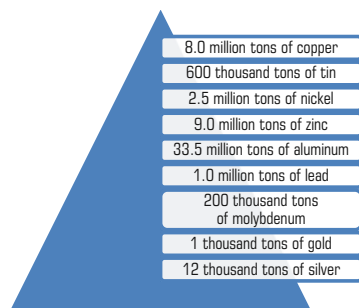 8.0 million tons of copper
600 thousand tons of tin
2.5 million tons of nickel
9.0 million tons of zinc
33.5 million tons of aluminum
1.0 million tons of lead
200 thousand tons
of molybdenum
1 thousand tons of gold
12 thousand tons of silver